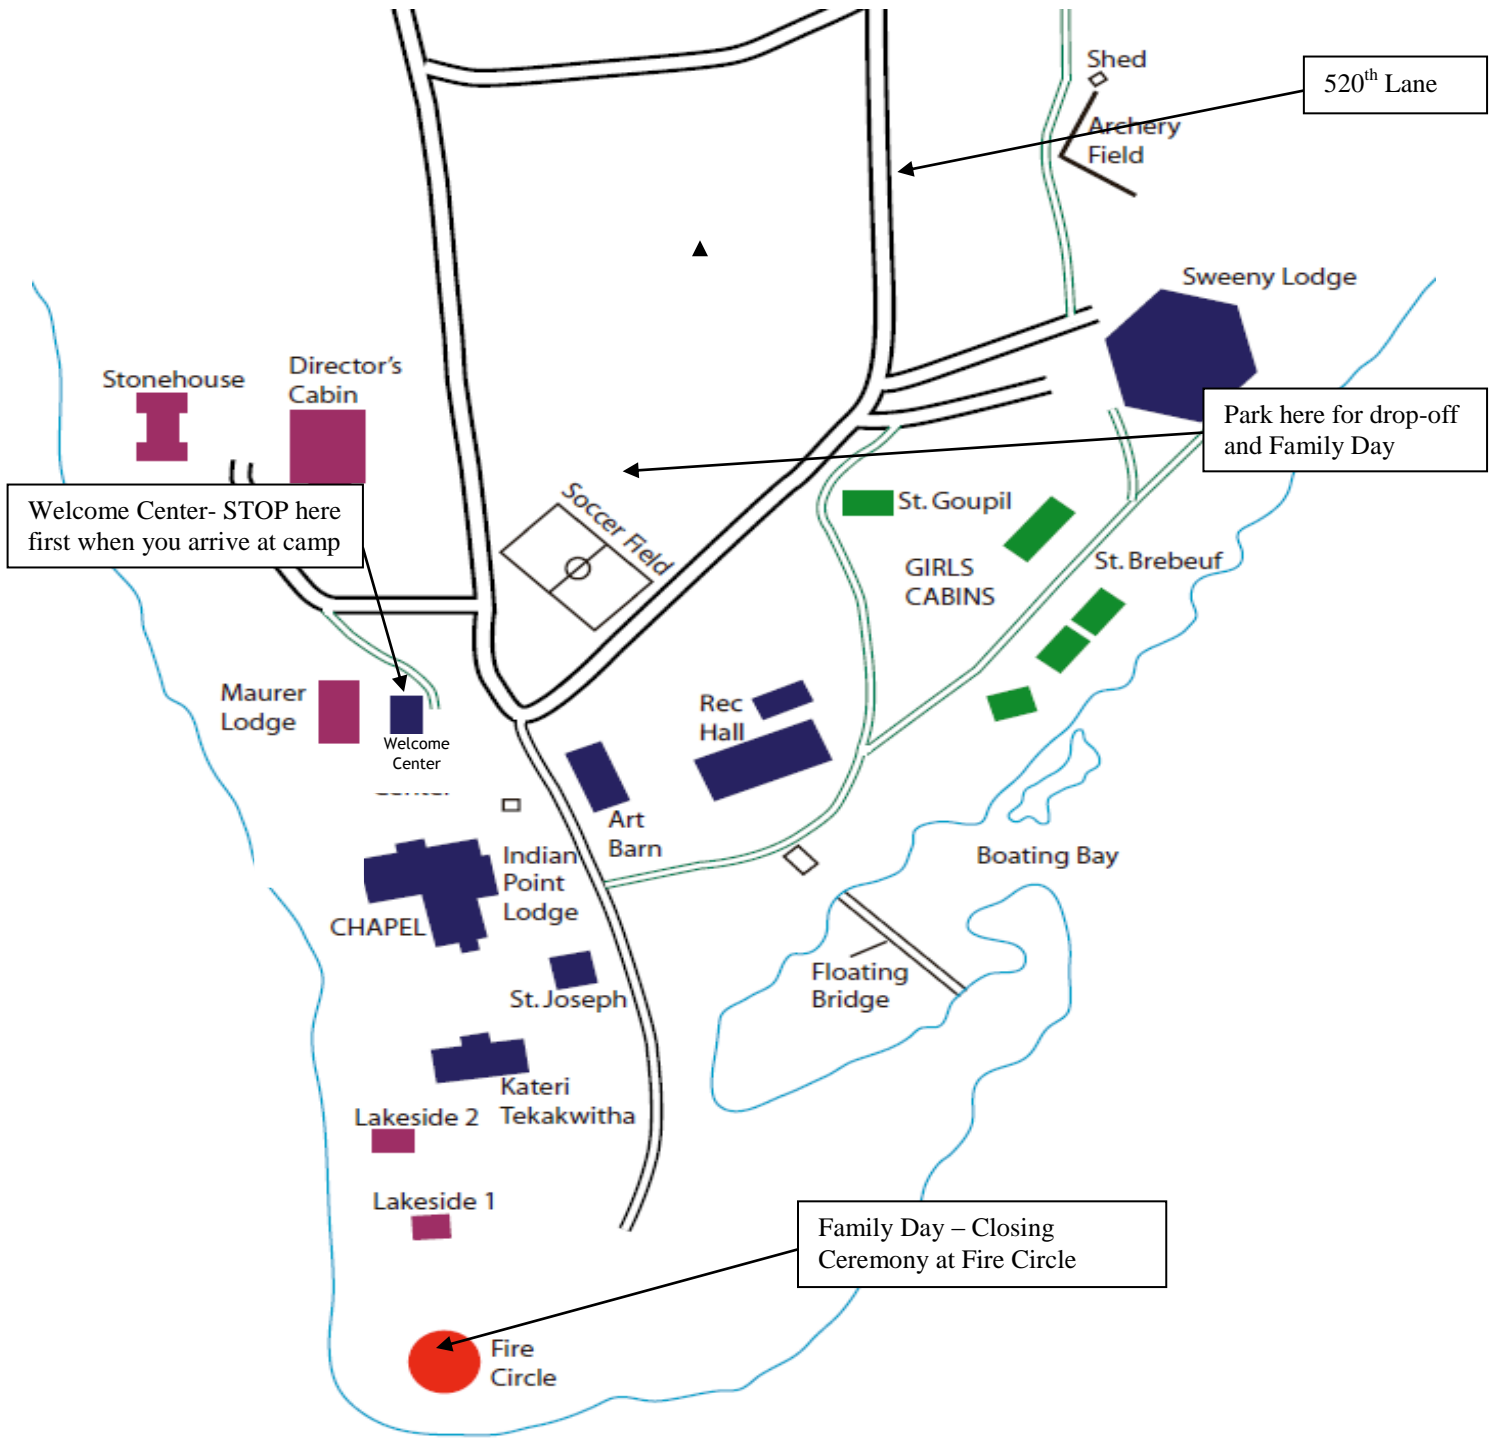 Shed
520th Lane
Archery
Field
Sweeny Lodge
Director's
Cabin
Stonehouse
Park here for drop-off
and Family Day
Welcome Center- STOP here
first when you arrive at camp
Soccer Field
St. Goupil
GIRLS
CABINS
St. Brebeuf
Maurer
Lodge
Welcome
Center
Rec
Hall
Art
Barn
Indian
Point
Lodge
CHAPEL
Boating Bay
Floating
Bridge
St. Joseph
Kateri
Tekakwitha
Lakeside 2
Lakeside 1
Family Day – Closing
Ceremony at Fire Circle
Fire
Circle